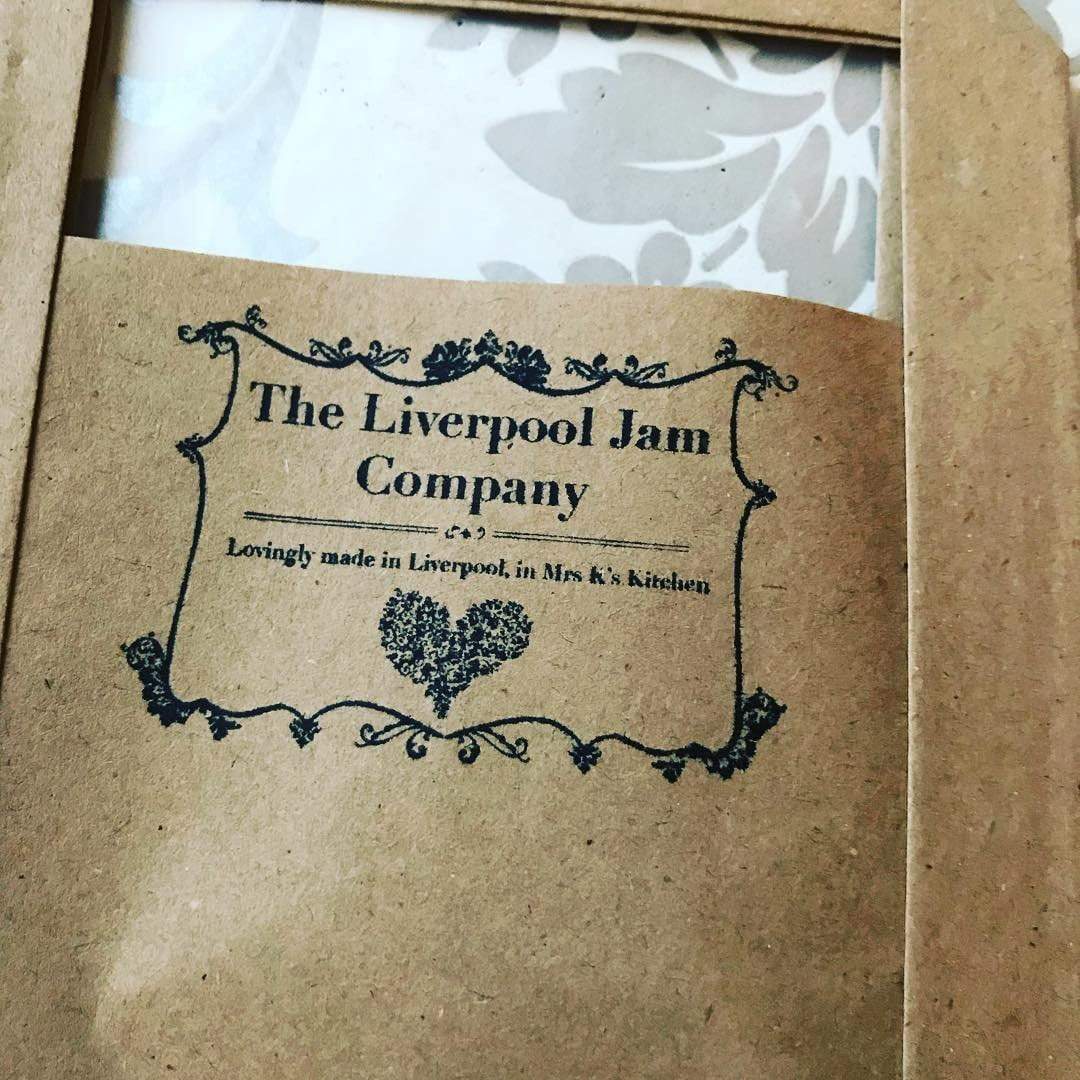 The Liverpool Jam
Company
Lovingly made in Liverpool, in Mrs K's Kitchen